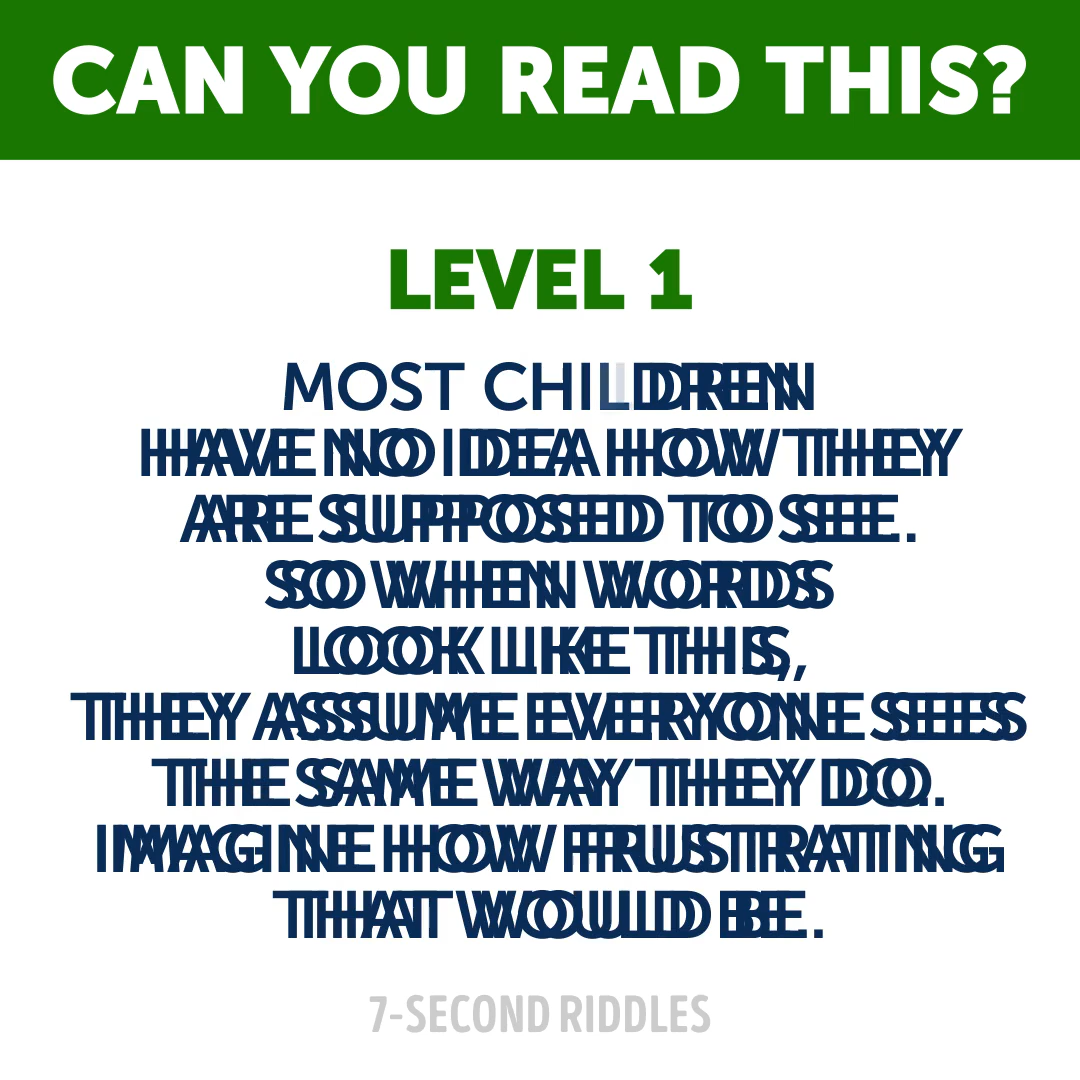 CAN YOU READ THIS?
LEVEL 1
MOST CHILDREN
HAVE NO IDEA HOW THEY
ARE SUPPOSED TO SEE.
SO WHEN WORDS
LOOK LIKE THIS,
THEY ASSUME EVERYONE SEES
THE SAME WAY THEY DO.
IMAGINE HOW FRUSTRATING
THAT WOULD BE.
7-SECOND RIDDLES